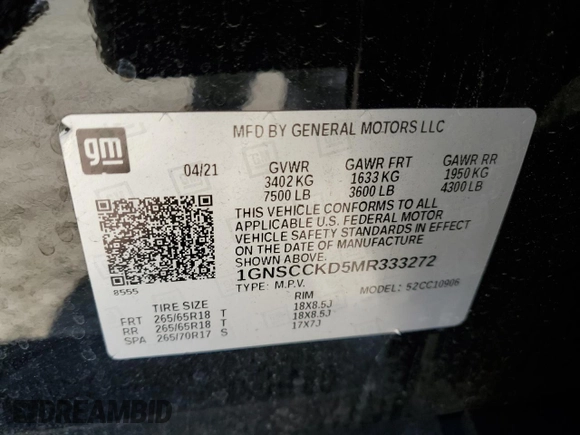 gm
MFD BY GENERAL MOTORS LLC
04/21 GVWR GAWR FRT GAWR RR
3402 KG 1633 KG 1950 KG
7500 LB 3600 LB 4300 LB
THIS VEHICLE CONFORMS TO ALL
APPLICABLE U.S. FEDERAL MOTOR
VEHICLE SAFETY STANDARDS IN EFFECT
ON THE DATE OF MANUFACTURE
SHOWN ABOVE.
1GNSCCKD5MR333272
8555 TYPE: M.P.V. MODEL: 52CC10906
TIRE SIZE RIM
FRT 265/65R18 T 18X8.5J
RR 265/65R18 T 18X8.5J
SPA 265/70R17 S 17X7J
DREAMBID